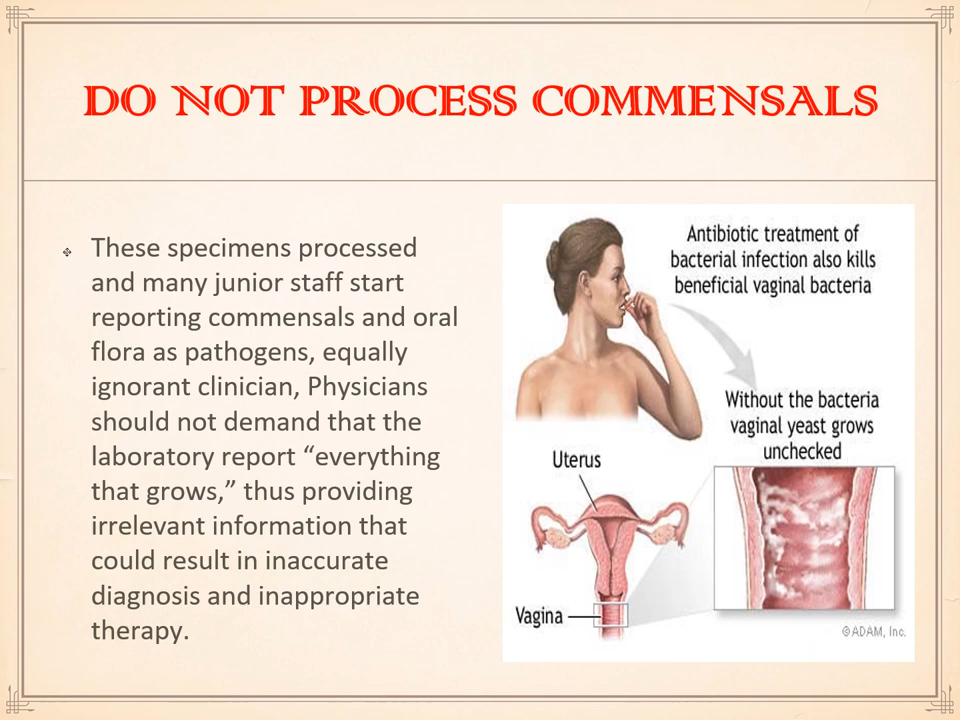 DO NOT PROCESS COMMENSALS
These specimens processed
and many junior staff start
reporting commensals and oral
flora as pathogens, equally
ignorant clinician, Physicians
should not demand that the
laboratory report “everything
that grows,” thus providing
irrelevant information that
could result in inaccurate
diagnosis and inappropriate
therapy.
Antibiotic treatment of
bacterial infection also kills
beneficial vaginal bacteria
Without the bacteria
vaginal yeast grows
unchecked
Uterus
Vagina
©ADAM, Inc.